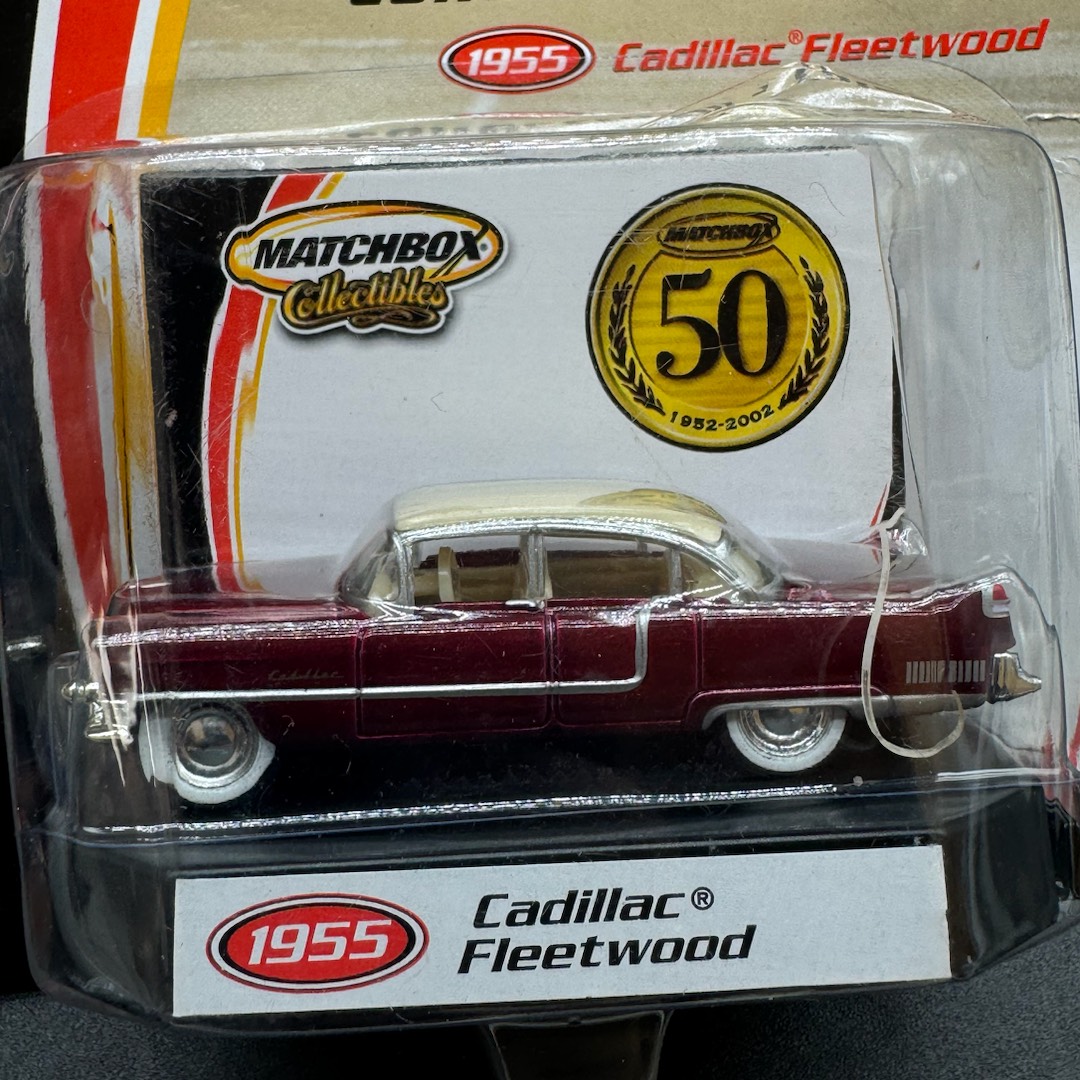 1955 Cadillac® Fleetwood
MATCHBOX
Collectibles
MATCHBOX
50
1952-2002
Cadillac
1955
Cadillac®
Fleetwood